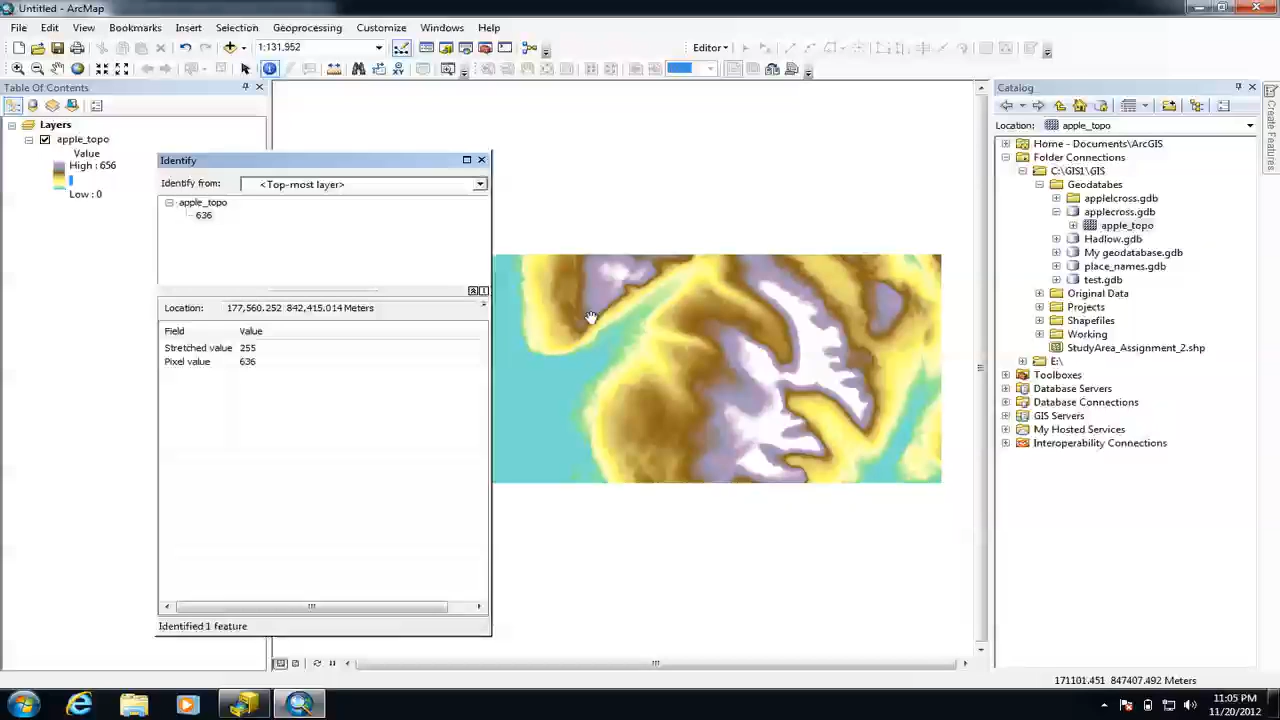 Untitled - ArcMap
File Edit View Bookmarks Insert Selection Geoprocessing Customize Windows Help
1:131,952
Editor
Table Of Contents
Layers
apple_topo
Value
High : 656
Low : 0
Identify
Identify from: <Top-most layer>
apple_topo
636
Location: 177,560.252 842,415.014 Meters
Field Value
Stretched value 255
Pixel value 636
Identified 1 feature
Catalog
Location: apple_topo
Home - Documents\ArcGIS
Folder Connections
C:\GIS1\GIS
Geodatabes
applelcross.gdb
applecross.gdb
apple_topo
Hadlow.gdb
My geodatabase.gdb
place_names.gdb
test.gdb
Original Data
Projects
Shapefiles
Working
StudyArea_Assignment_2.shp
E:\
Toolboxes
Database Servers
Database Connections
GIS Servers
My Hosted Services
Interoperability Connections
Create Features
171101.451 847407.492 Meters
11:05 PM
11/20/2012